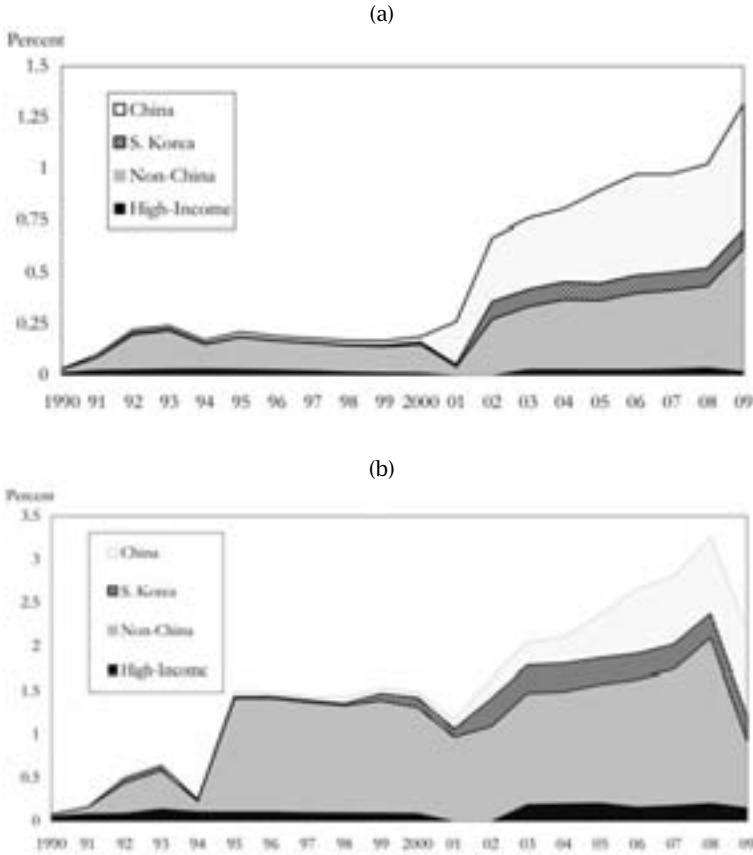 (a)
Percent
1.5
1.25
1
0.75
0.5
0.25
0
China
S. Korea
Non-China
High-Income
1990 91 92 93 94 95 96 97 98 99 2000 01 02 03 04 05 06 07 08 09
(b)
Percent
3.5
3
2.5
2
1.5
1
0.5
0
China
S. Korea
Non-China
High-Income
1990 91 92 93 94 95 96 97 98 99 2000 01 02 03 04 05 06 07 08 09